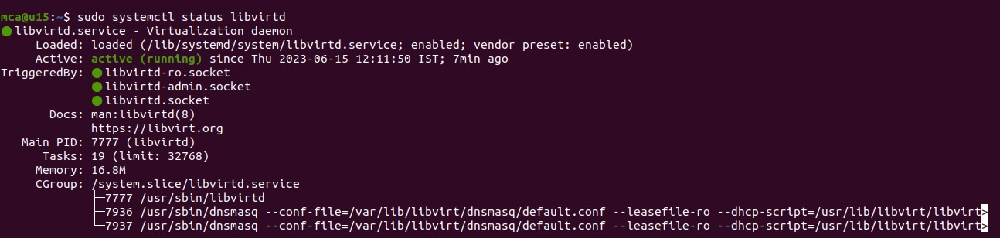 mca@u15:~$ sudo systemctl status libvirtd
● libvirtd.service - Virtualization daemon
     Loaded: loaded (/lib/systemd/system/libvirtd.service; enabled; vendor preset: enabled)
     Active: active (running) since Thu 2023-06-15 12:11:50 IST; 7min ago
TriggeredBy: ● libvirtd-ro.socket
             ● libvirtd-admin.socket
             ● libvirtd.socket
       Docs: man:libvirtd(8)
             https://libvirt.org
   Main PID: 7777 (libvirtd)
      Tasks: 19 (limit: 32768)
     Memory: 16.8M
     CGroup: /system.slice/libvirtd.service
             ├─7777 /usr/sbin/libvirtd
             ├─7936 /usr/sbin/dnsmasq --conf-file=/var/lib/libvirt/dnsmasq/default.conf --leasefile-ro --dhcp-script=/usr/lib/libvirt/libvirt>
             └─7937 /usr/sbin/dnsmasq --conf-file=/var/lib/libvirt/dnsmasq/default.conf --leasefile-ro --dhcp-script=/usr/lib/libvirt/libvirt>